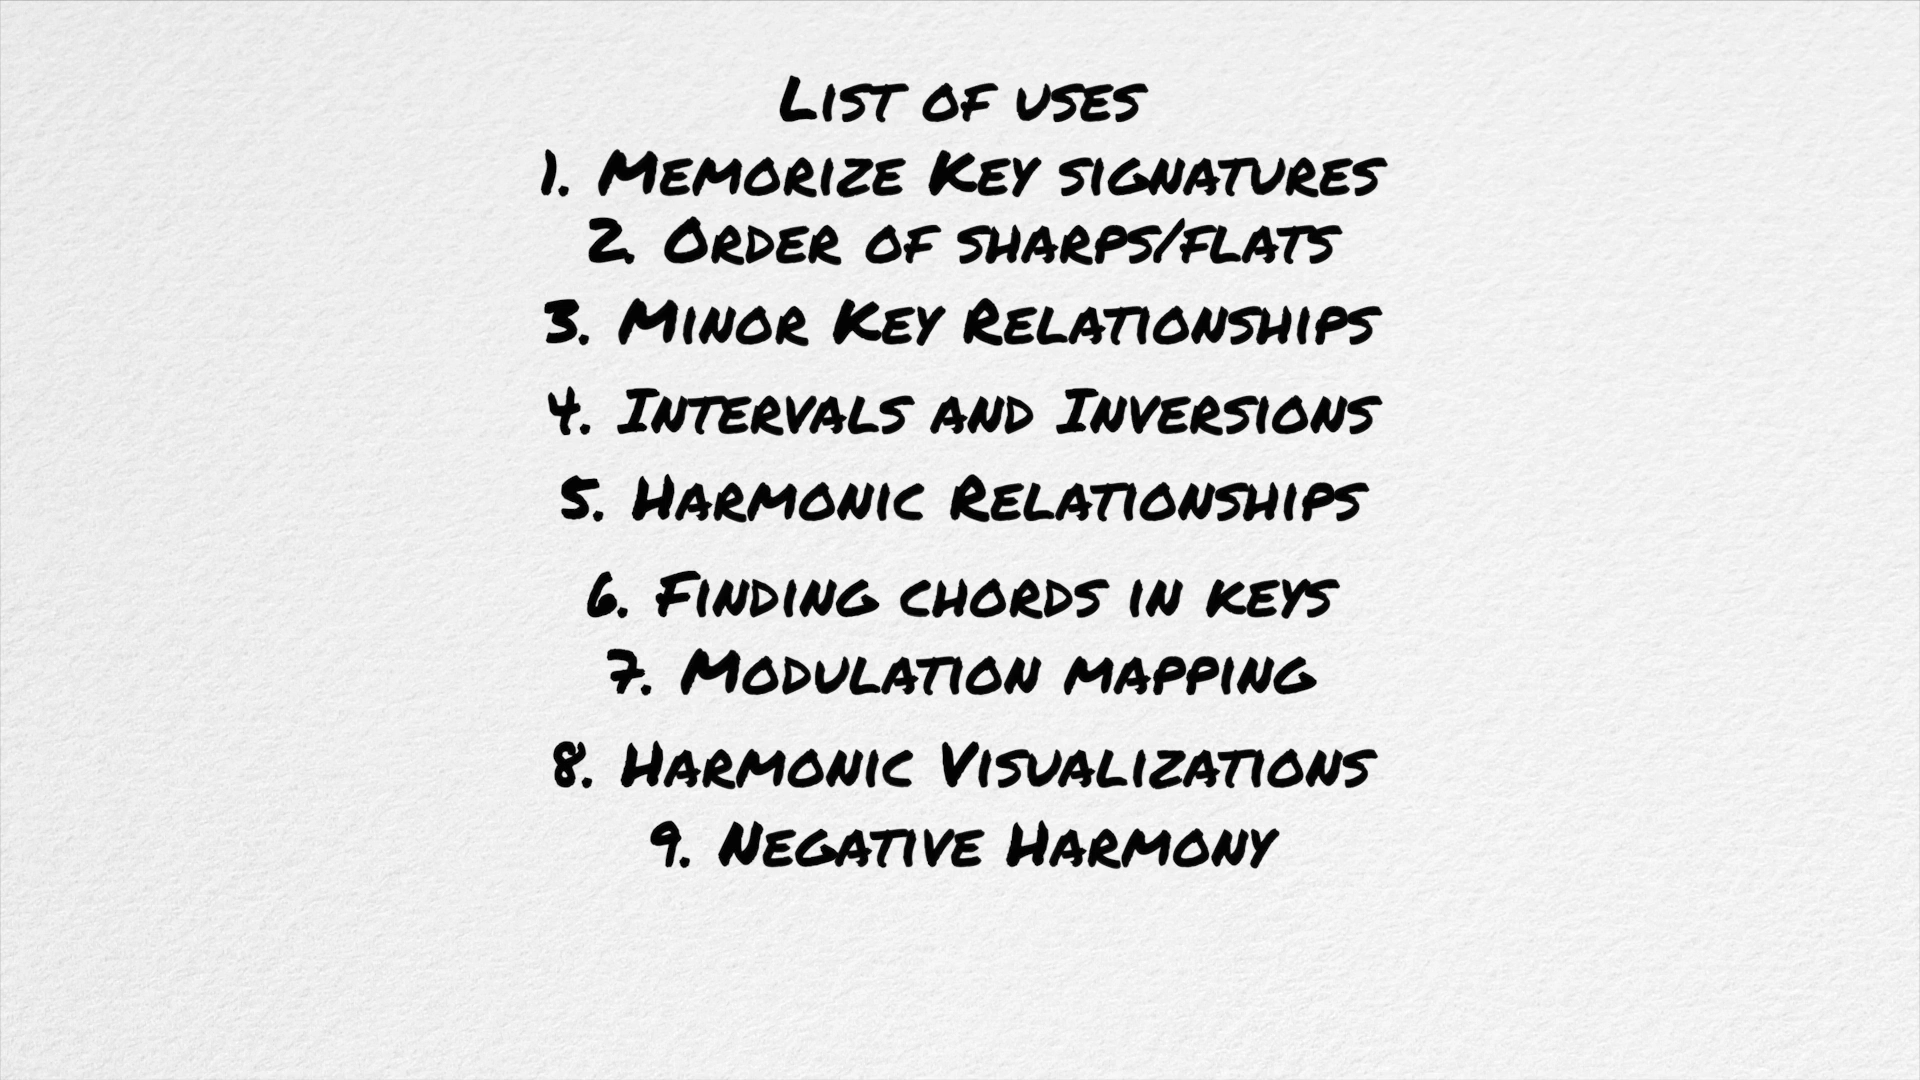 List of uses
1. Memorize Key signatures
2. Order of sharps/flats
3. Minor Key Relationships
4. Intervals and Inversions
5. Harmonic Relationships
6. Finding chords in keys
7. Modulation mapping
8. Harmonic Visualizations
9. Negative Harmony